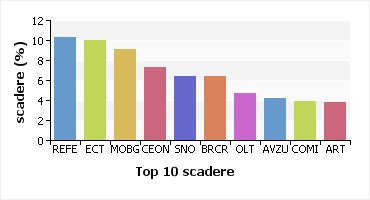 12
10
8
6
4
2
0
scadere (%)
REFE ECT MOBG CEON SNO BRCR OLT AVZU COMI ART
Top 10 scadere